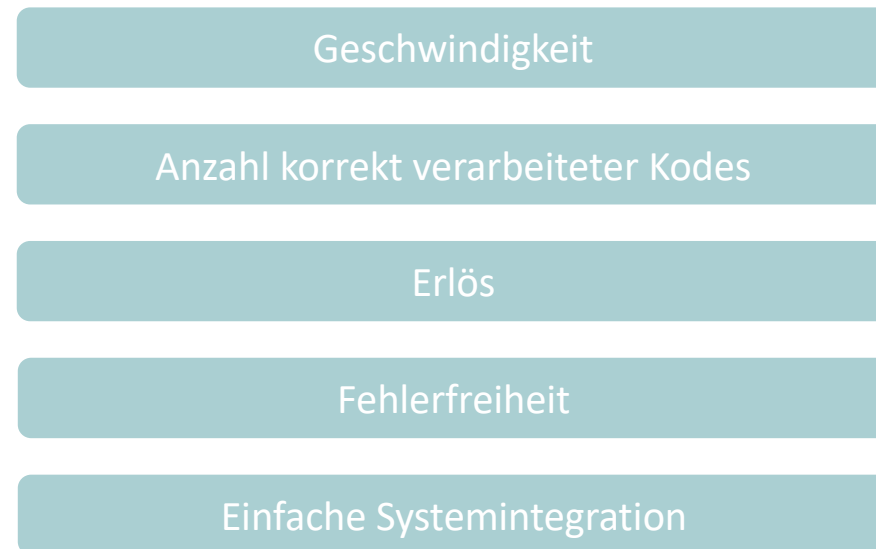 Geschwindigkeit
Anzahl korrekt verarbeiteter Kodes
Erlös
Fehlerfreiheit
Einfache Systemintegration